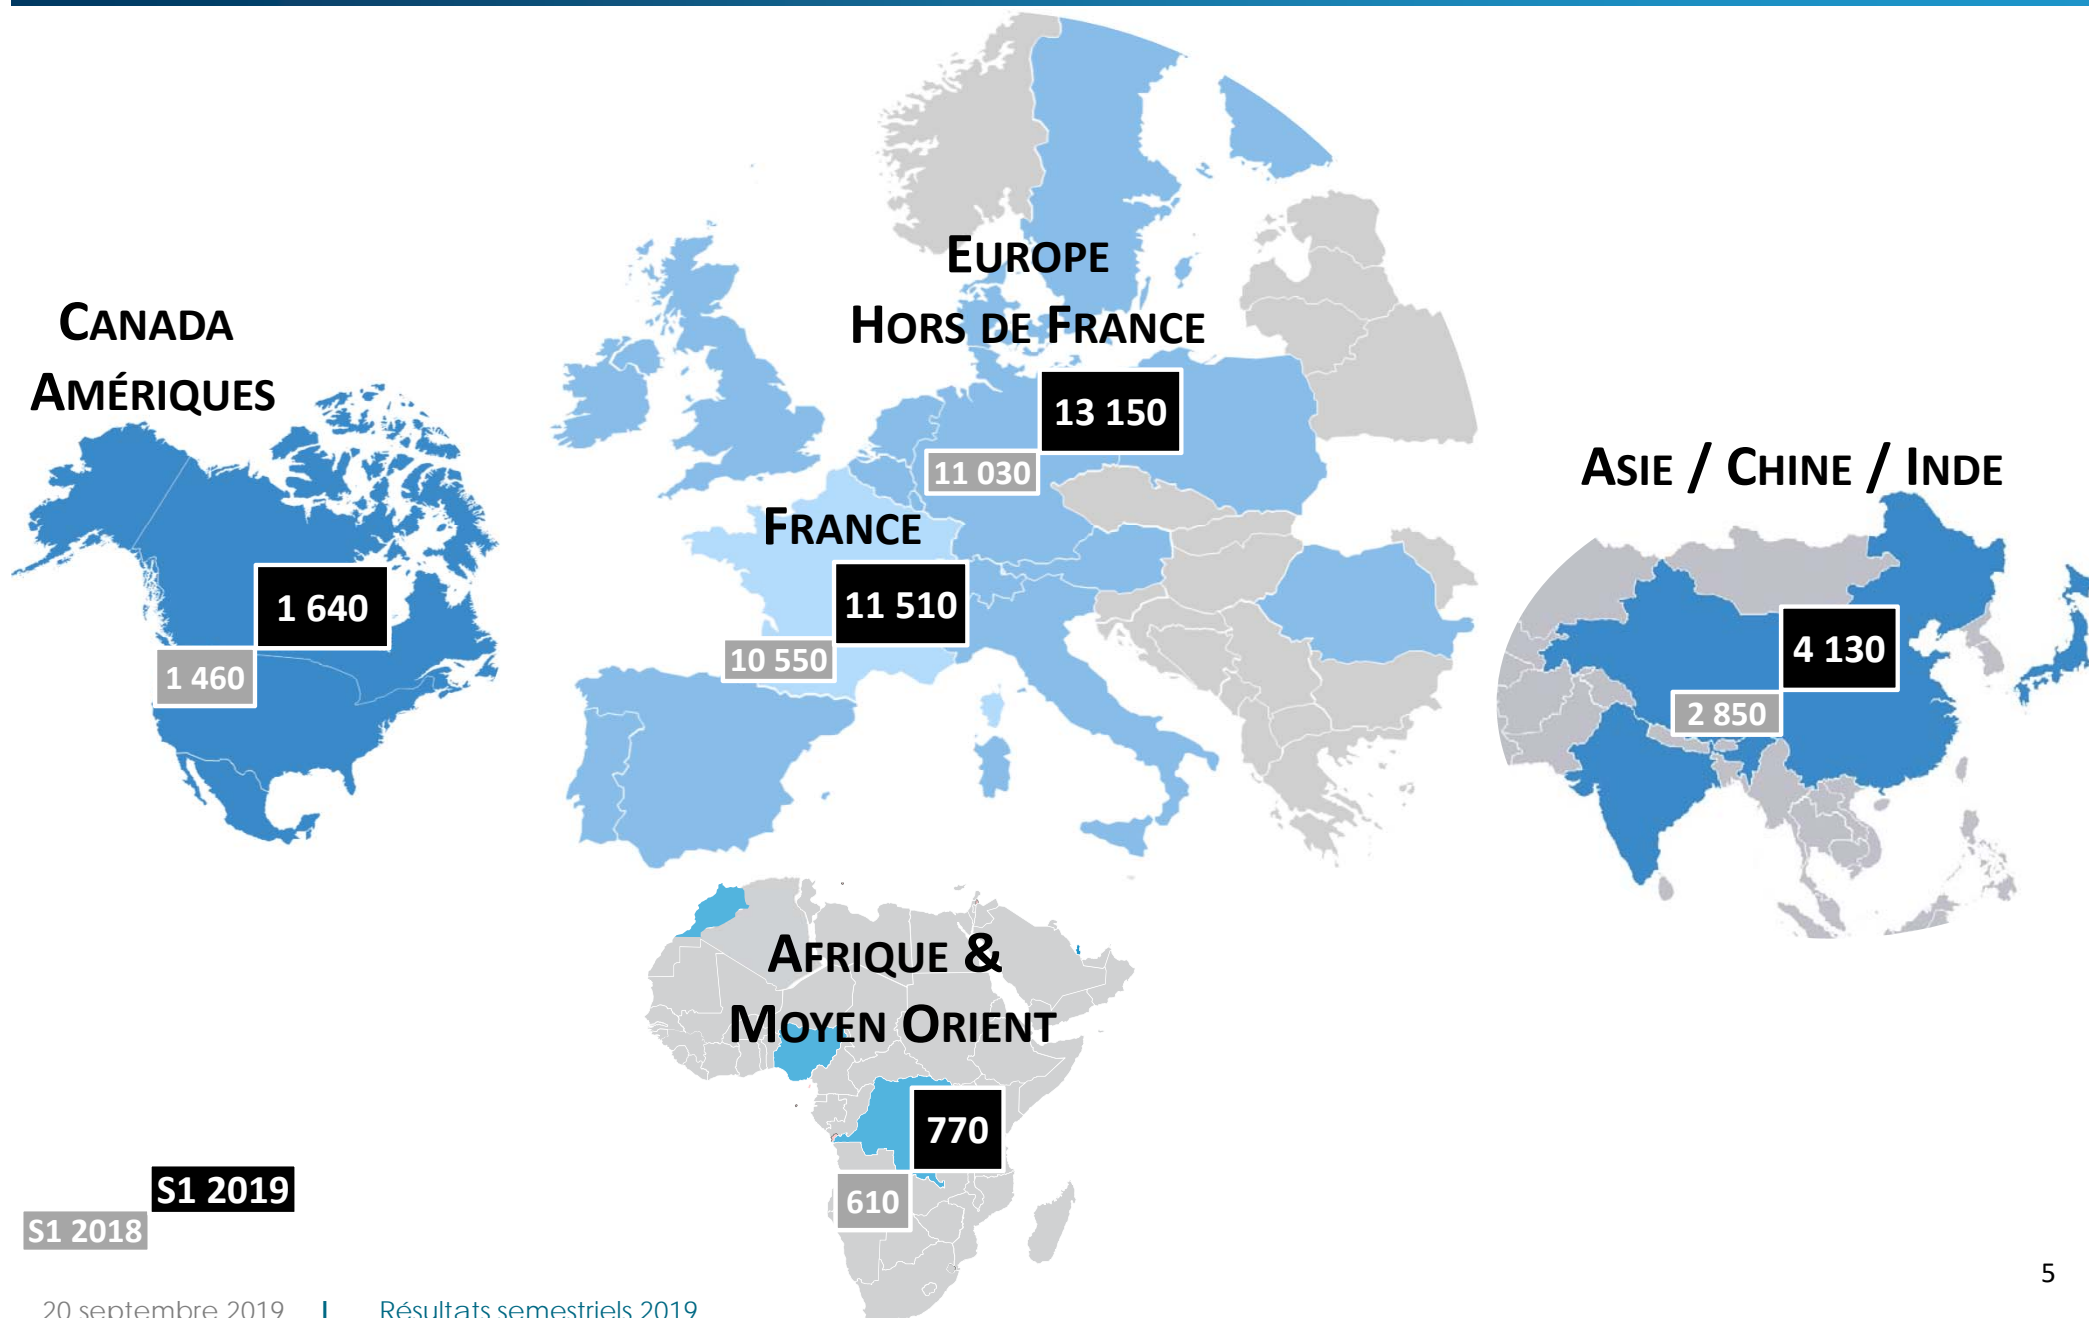 CANADA
AMÉRIQUES
1 640
1 460
EUROPE
HORS DE FRANCE
13 150
11 030
FRANCE
11 510
10 550
ASIE / CHINE / INDE
4 130
2 850
AFRIQUE &
MOYEN ORIENT
770
610
S1 2019
S1 2018
5
20 septembre 2019 | Résultats semestriels 2019